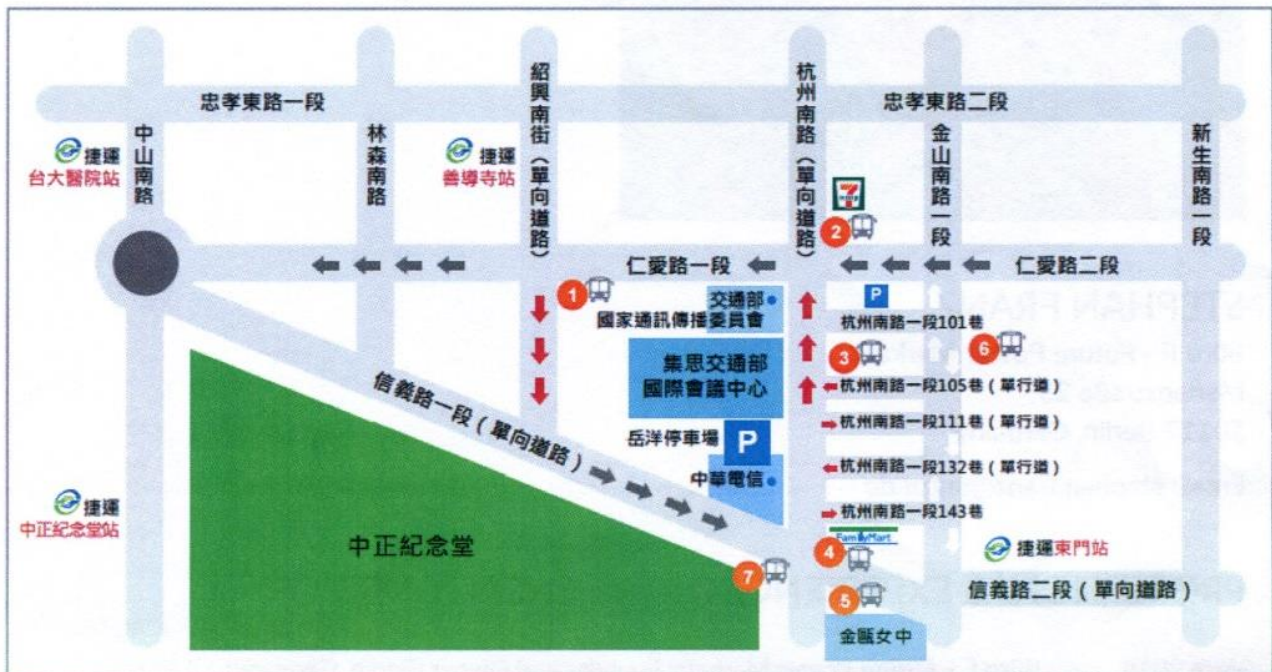 忠孝東路一段
忠孝東路二段
中山南路
林森南路
紹興南街（單向道路）
杭州南路（單向道路）
金山南路一段
新生南路一段
捷運
台大醫院站
捷運
善導寺站
7
2
仁愛路一段
仁愛路二段
1
交通部
國家通訊傳播委員會
P
杭州南路一段101巷
3
6
集思交通部
國際會議中心
杭州南路一段105巷（單行道）
信義路一段（單向道路）
杭州南路一段111巷（單行道）
岳洋停車場
P
中華電信
杭州南路一段132巷（單行道）
捷運
中正紀念堂站
杭州南路一段143巷
中正紀念堂
FamilyMart
4
捷運東門站
7
5
信義路二段（單向道路）
金甌女中